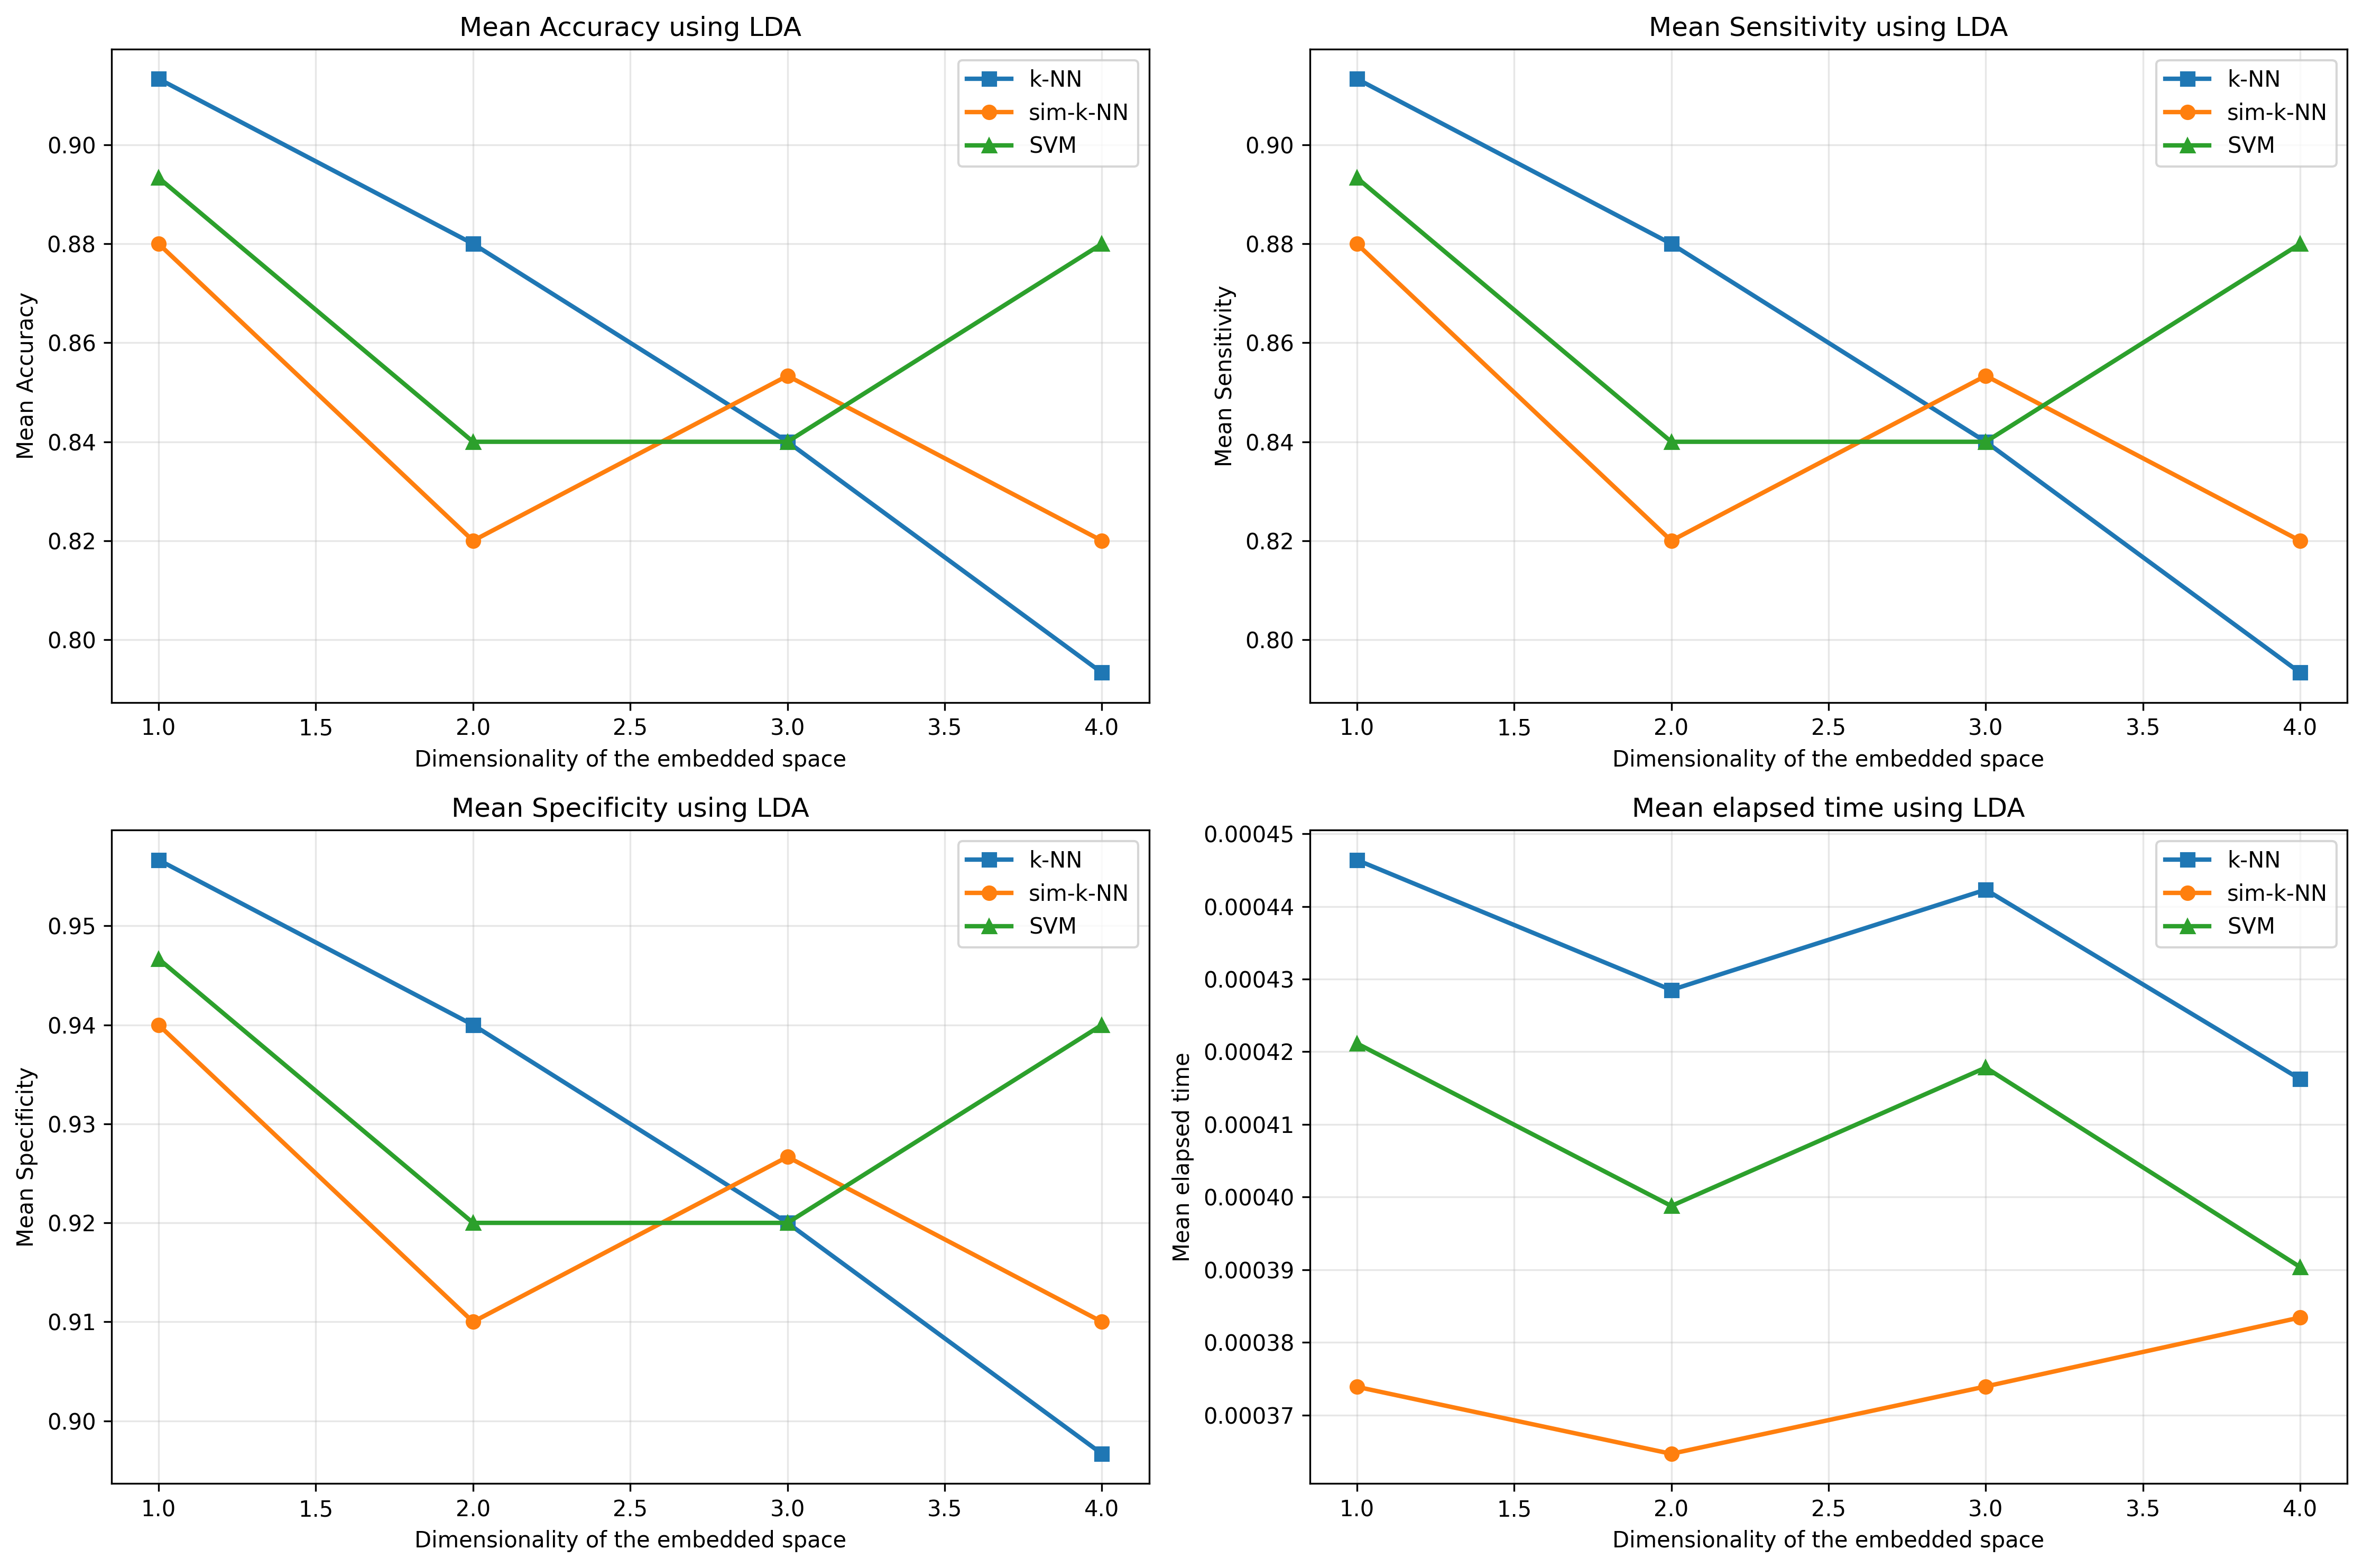 Mean Accuracy using LDA
Mean Accuracy
0.90
0.88
0.86
0.84
0.82
0.80
k-NN
sim-k-NN
SVM
1.0 1.5 2.0 2.5 3.0 3.5 4.0
Dimensionality of the embedded space
Mean Sensitivity using LDA
Mean Sensitivity
0.90
0.88
0.86
0.84
0.82
0.80
k-NN
sim-k-NN
SVM
1.0 1.5 2.0 2.5 3.0 3.5 4.0
Dimensionality of the embedded space
Mean Specificity using LDA
Mean Specificity
0.95
0.94
0.93
0.92
0.91
0.90
k-NN
sim-k-NN
SVM
1.0 1.5 2.0 2.5 3.0 3.5 4.0
Dimensionality of the embedded space
Mean elapsed time using LDA
Mean elapsed time
0.00045
0.00044
0.00043
0.00042
0.00041
0.00040
0.00039
0.00038
0.00037
k-NN
sim-k-NN
SVM
1.0 1.5 2.0 2.5 3.0 3.5 4.0
Dimensionality of the embedded space